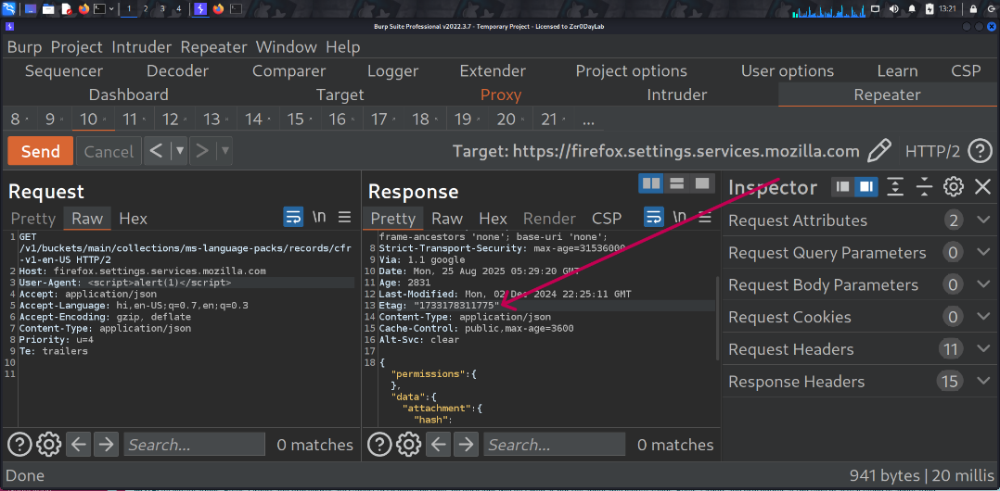 1 2 3 4
13:21
Burp Suite Professional v2022.3.7 - Temporary Project - Licensed to Zer0DayLab
Burp Project Intruder Repeater Window Help
Sequencer Decoder Comparer Logger Extender Project options User options Learn CSP
Dashboard Target Proxy Intruder Repeater
8 × 9 × 10 × 11 × 12 × 13 × 14 × 15 × 16 × 17 × 18 × 19 × 20 × 21 × ...
Send Cancel < > Target: https://firefox.settings.services.mozilla.com HTTP/2 ?
Request
Pretty Raw Hex \n
1 GET
/v1/buckets/main/collections/ms-language-packs/records/cfr
-v1-en-US HTTP/2
2 Host: firefox.settings.services.mozilla.com
3 User-Agent: <script>alert(1)</script>
4 Accept: application/json
5 Accept-Language: hi,en-US;q=0.7,en;q=0.3
6 Accept-Encoding: gzip, deflate
7 Content-Type: application/json
8 Priority: u=4
9 Te: trailers
10
11
Search... 0 matches
Response
Pretty Raw Hex Render CSP \n
frame-ancestors 'none'; base-uri 'none';
8 Strict-Transport-Security: max-age=31536000
9 Via: 1.1 google
10 Date: Mon, 25 Aug 2025 05:29:20 GMT
11 Age: 2831
12 Last-Modified: Mon, 02 Dec 2024 22:25:11 GMT
13 Etag: "1733178311775"
14 Content-Type: application/json
15 Cache-Control: public,max-age=3600
16 Alt-Svc: clear
17
18 {
"permissions":{
},
"data":{
"attachment":{
"hash":
Search... 0 matches
Inspector
Request Attributes 2
Request Query Parameters 0
Request Body Parameters 0
Request Cookies 0
Request Headers 11
Response Headers 15
Done 941 bytes | 20 millis